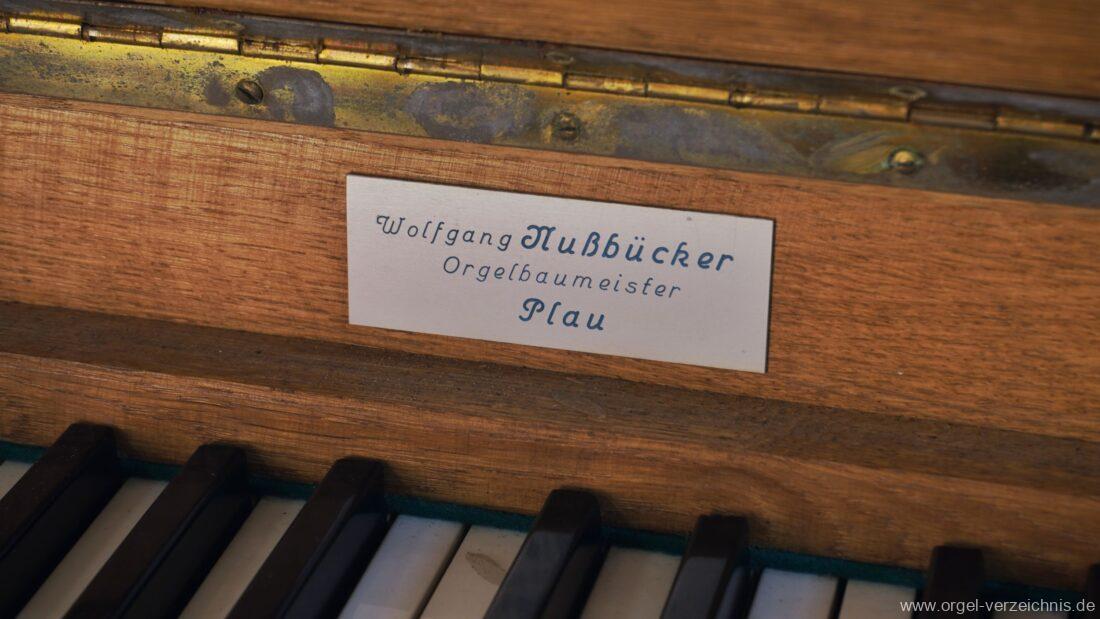 Wolfgang Nußbücker
Orgelbaumeister
Plau
www.orgel-verzeichnis.de